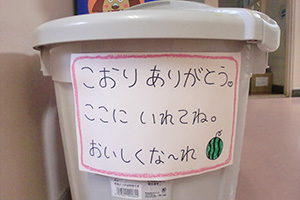 こおり ありがとう。
ここに いれてね。
おいしくな〜れ